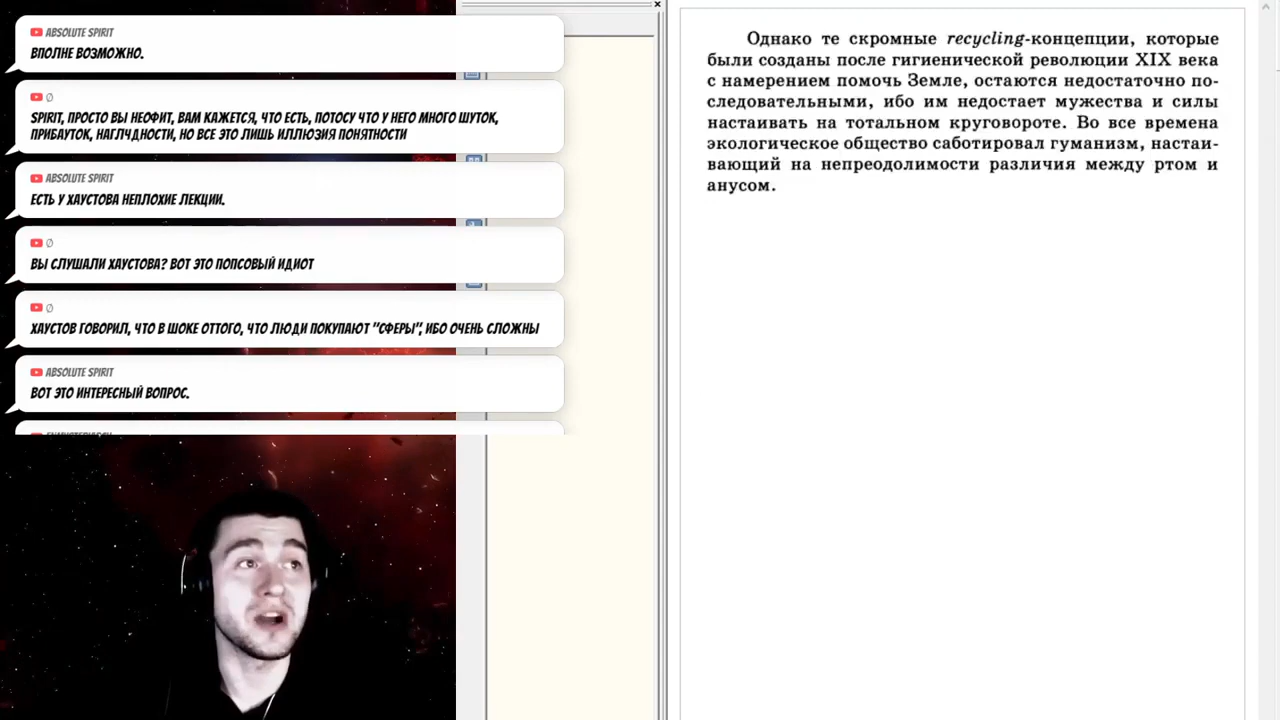 ABSOLUTE SPIRIT
ВПОЛНЕ ВОЗМОЖНО.
Ø
SPIRIT, ПРОСТО ВЫ НЕОФИТ, ВАМ КАЖЕТСЯ, ЧТО ЕСТЬ, ПОТОСУ ЧТО У НЕГО МНОГО ШУТОК,
ПРИБАУТОК, НАГЛЧДНОСТИ, НО ВСЕ ЭТО ЛИШЬ ИЛЛЮЗИЯ ПОНЯТНОСТИ
ABSOLUTE SPIRIT
ЕСТЬ У ХАУСТОВА НЕПЛОХИЕ ЛЕКЦИИ.
Ø
ВЫ СЛУШАЛИ ХАУСТОВА? ВОТ ЭТО ПОПСОВЫЙ ИДИОТ
Ø
ХАУСТОВ ГОВОРИЛ, ЧТО В ШОКЕ ОТТОГО, ЧТО ЛЮДИ ПОКУПАЮТ "СФЕРЫ", ИБО ОЧЕНЬ СЛОЖНЫ
ABSOLUTE SPIRIT
ВОТ ЭТО ИНТЕРЕСНЫЙ ВОПРОС.
Однако те скромные recycling-концепции, которые
были созданы после гигиенической революции XIX века
с намерением помочь Земле, остаются недостаточно по-
следовательными, ибо им недостает мужества и силы
настаивать на тотальном круговороте. Во все времена
экологическое общество саботировал гуманизм, настаи-
вающий на непреодолимости различия между ртом и
анусом.